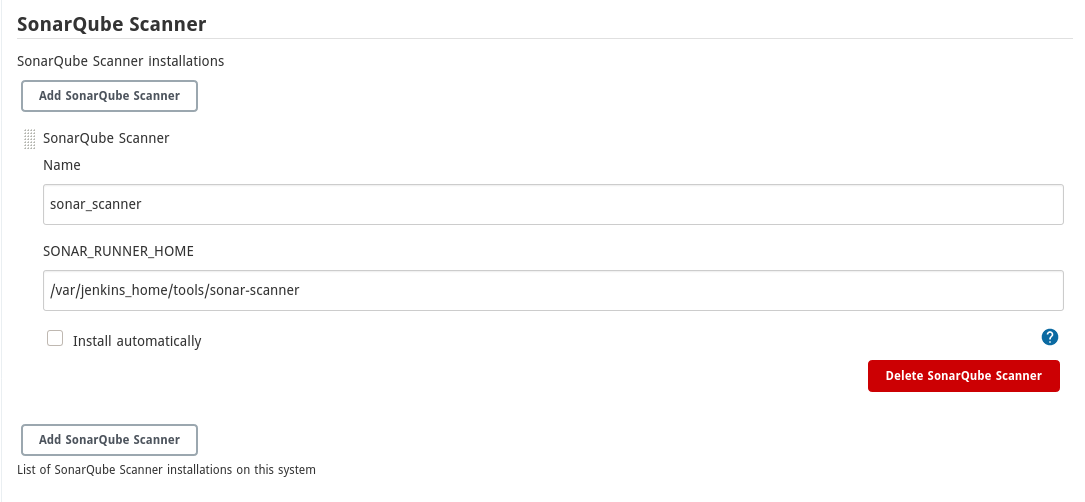 SonarQube Scanner
SonarQube Scanner installations
Add SonarQube Scanner
SonarQube Scanner
Name
sonar_scanner
SONAR_RUNNER_HOME
/var/jenkins_home/tools/sonar-scanner
Install automatically
?
Delete SonarQube Scanner
Add SonarQube Scanner
List of SonarQube Scanner installations on this system